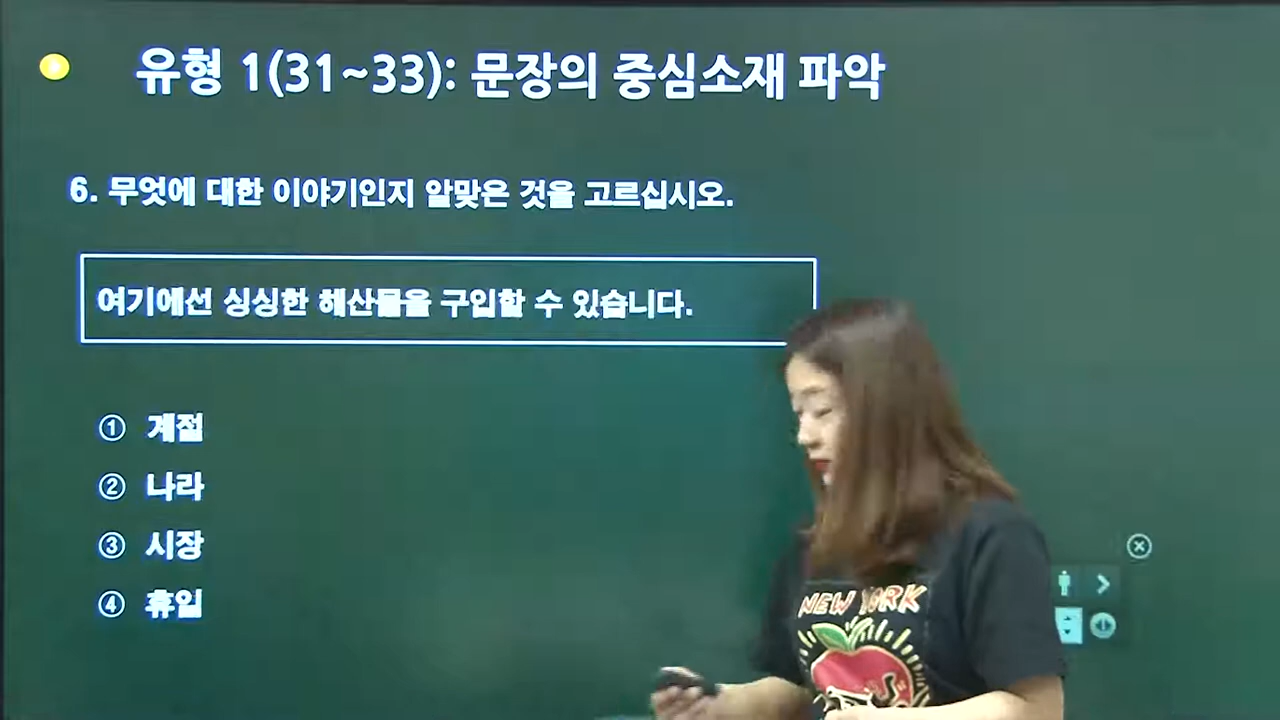 유형 1(31~33): 문장의 중심소재 파악
6. 무엇에 대한 이야기인지 알맞은 것을 고르십시오.
여기에선 싱싱한 해산물을 구입할 수 있습니다.
① 계절
② 나라
③ 시장
④ 휴일
NEW YORK